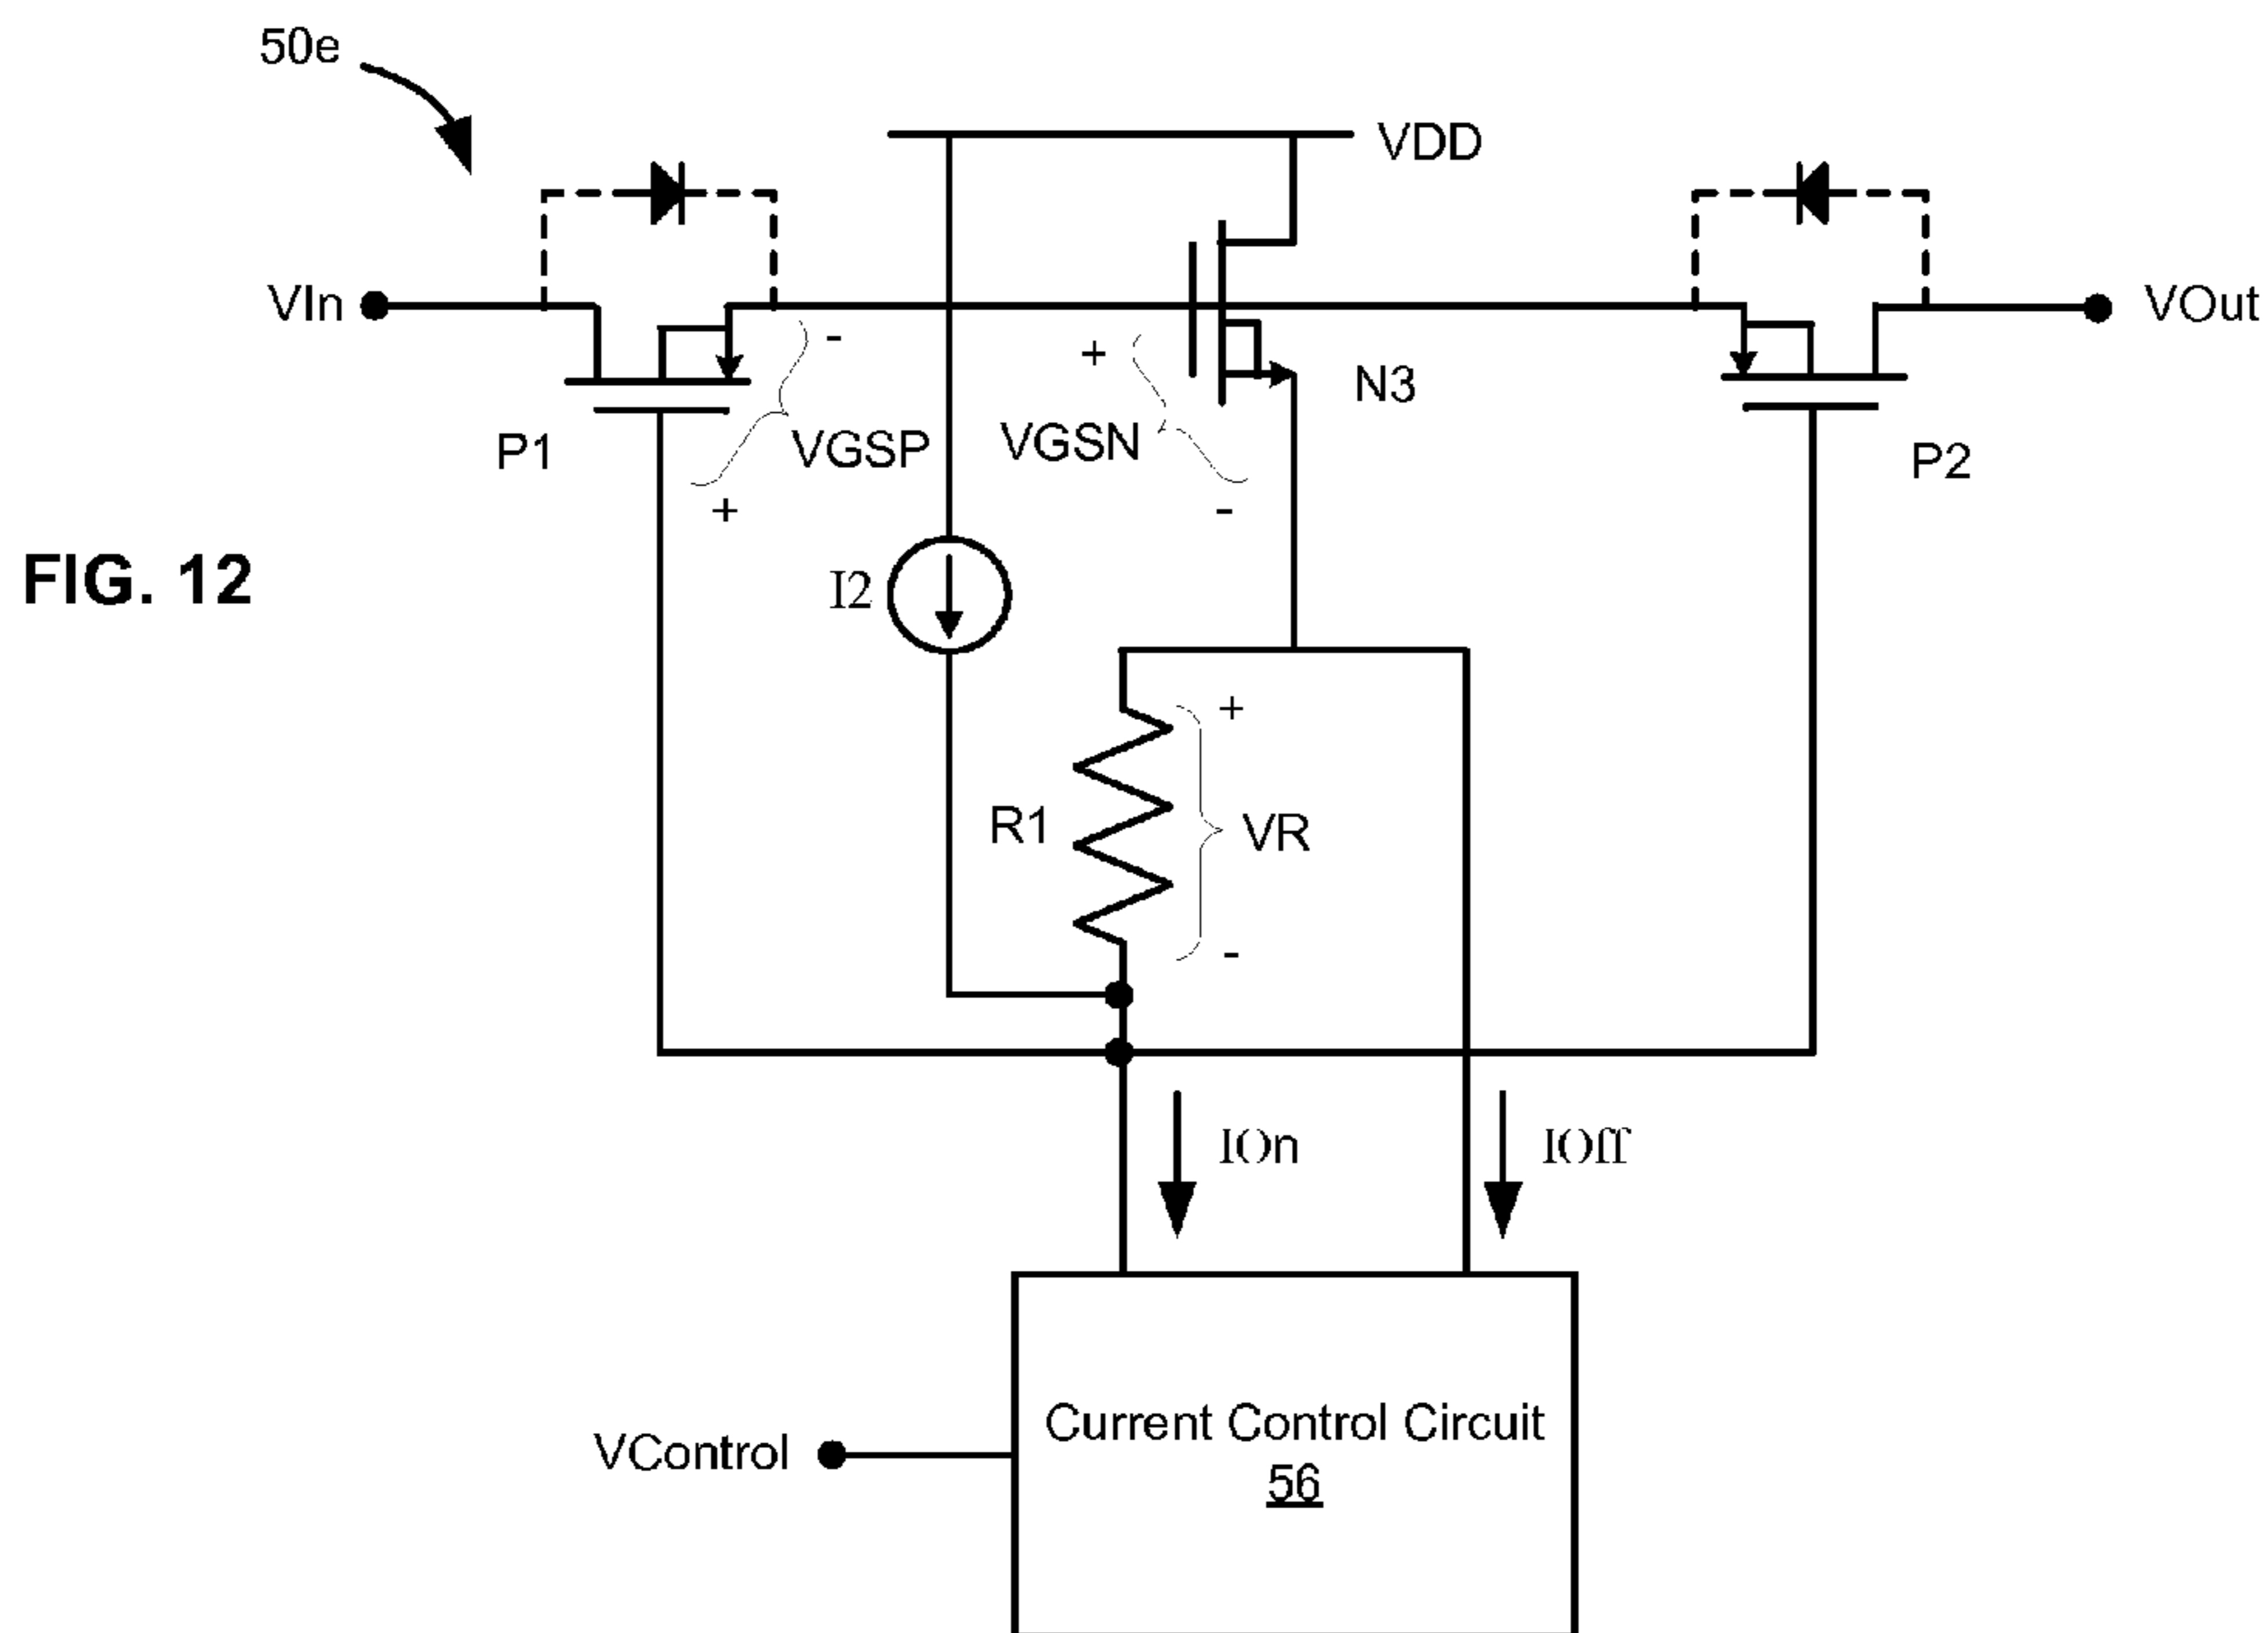 50e
VDD
VIn
VOut
-
+
N3
P1
VGSP
VGSN
P2
+
-
FIG. 12
I2
+
R1
VR
-
IOn
IOff
VControl
Current Control Circuit
56